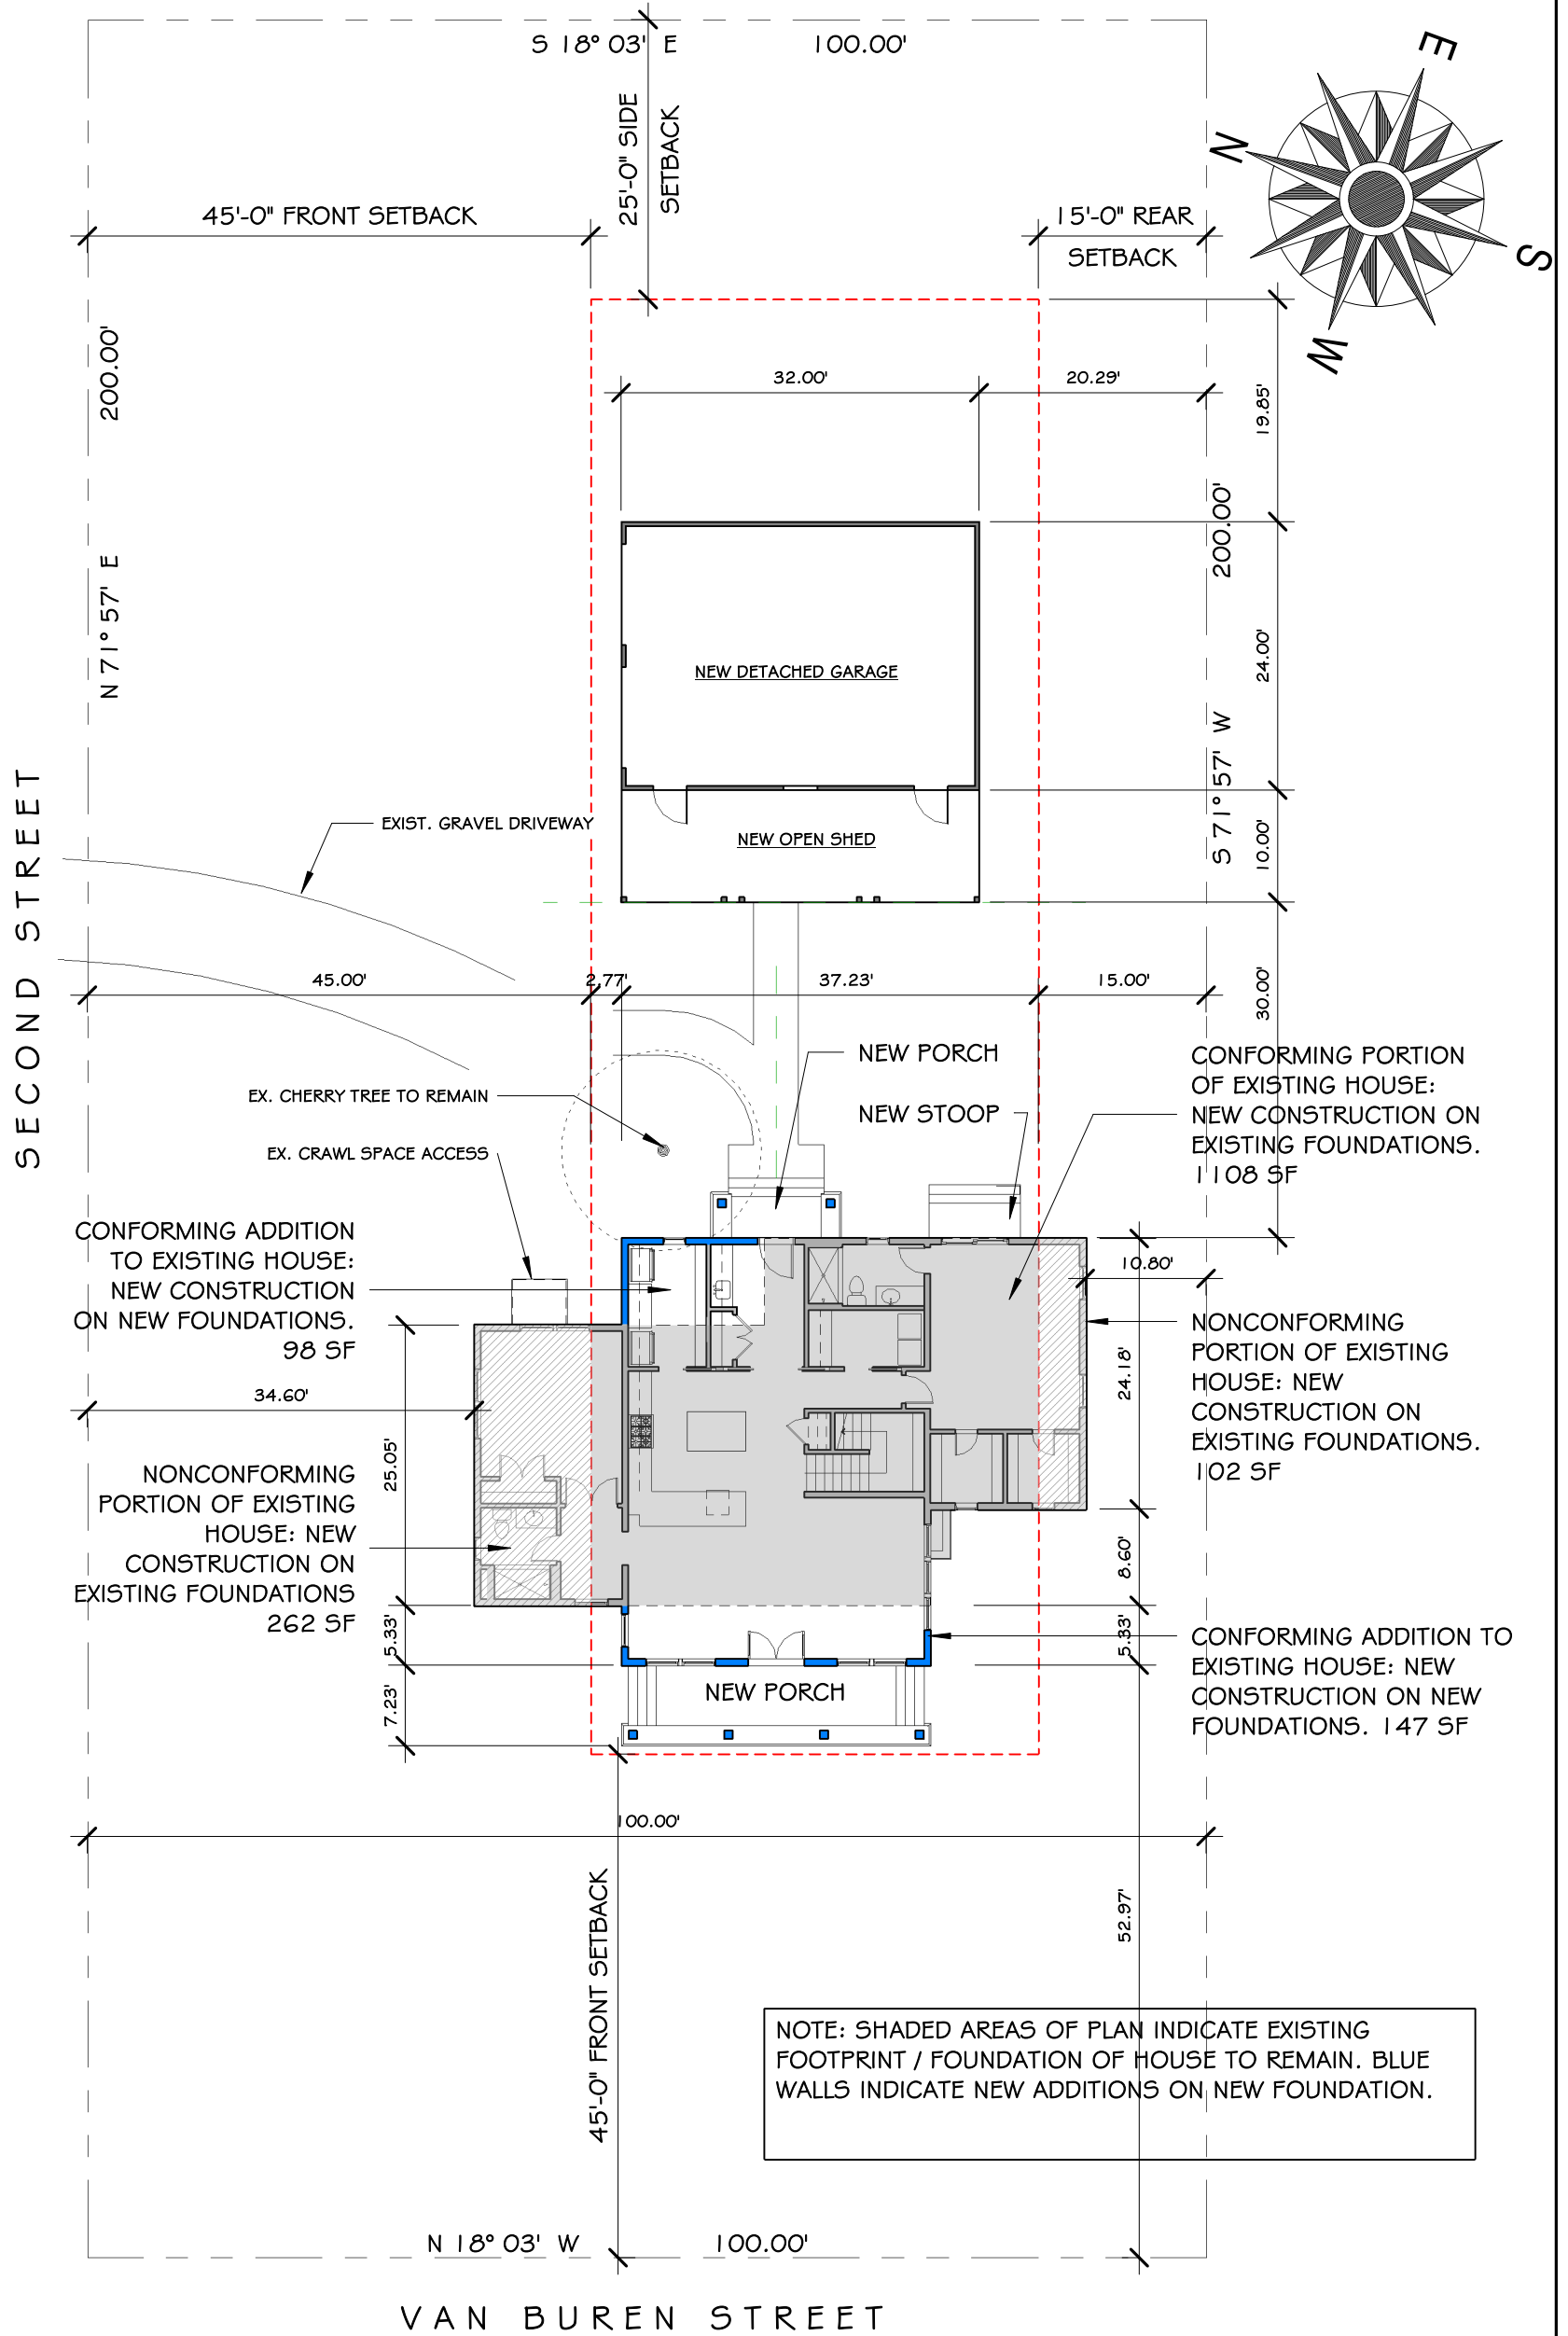 S 18° 03' E 100.00'
E
N
S
W
25'-0" SIDE
SETBACK
45'-0" FRONT SETBACK
15'-0" REAR
SETBACK
200.00'
N 71° 57' E
32.00'
20.29'
19.85'
200.00'
S 71° 57' W
24.00'
NEW DETACHED GARAGE
SECOND STREET
EXIST. GRAVEL DRIVEWAY
NEW OPEN SHED
10.00'
45.00'
2.77'
37.23'
15.00'
30.00'
NEW PORCH
EX. CHERRY TREE TO REMAIN
NEW STOOP
EX. CRAWL SPACE ACCESS
CONFORMING PORTION
OF EXISTING HOUSE:
NEW CONSTRUCTION ON
EXISTING FOUNDATIONS.
1108 SF
CONFORMING ADDITION
TO EXISTING HOUSE:
NEW CONSTRUCTION
ON NEW FOUNDATIONS.
98 SF
10.80'
34.60'
24.18'
NONCONFORMING
PORTION OF EXISTING
HOUSE: NEW
CONSTRUCTION ON
EXISTING FOUNDATIONS.
102 SF
25.05'
NONCONFORMING
PORTION OF EXISTING
HOUSE: NEW
CONSTRUCTION ON
EXISTING FOUNDATIONS
262 SF
8.60'
5.33'
5.33'
7.23'
NEW PORCH
CONFORMING ADDITION TO
EXISTING HOUSE: NEW
CONSTRUCTION ON NEW
FOUNDATIONS. 147 SF
100.00'
45'-0" FRONT SETBACK
52.97'
NOTE: SHADED AREAS OF PLAN INDICATE EXISTING
FOOTPRINT / FOUNDATION OF HOUSE TO REMAIN. BLUE
WALLS INDICATE NEW ADDITIONS ON NEW FOUNDATION.
N 18° 03' W 100.00'
VAN BUREN STREET